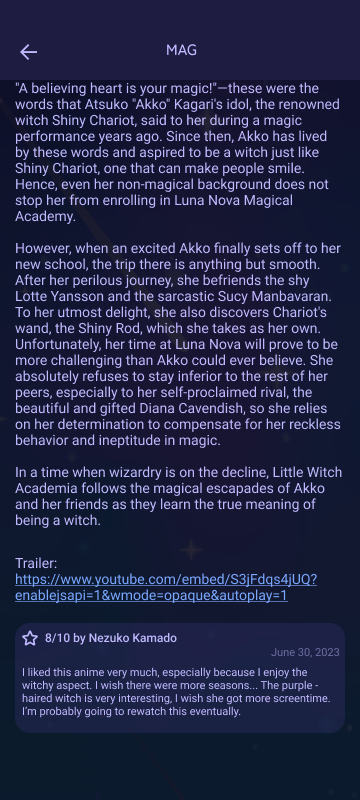 MAG
"A believing heart is your magic!"—these were the
words that Atsuko "Akko" Kagari's idol, the renowned
witch Shiny Chariot, said to her during a magic
performance years ago. Since then, Akko has lived
by these words and aspired to be a witch just like
Shiny Chariot, one that can make people smile.
Hence, even her non-magical background does not
stop her from enrolling in Luna Nova Magical
Academy.
However, when an excited Akko finally sets off to her
new school, the trip there is anything but smooth.
After her perilous journey, she befriends the shy
Lotte Yansson and the sarcastic Sucy Manbavaran.
To her utmost delight, she also discovers Chariot's
wand, the Shiny Rod, which she takes as her own.
Unfortunately, her time at Luna Nova will prove to be
more challenging than Akko could ever believe. She
absolutely refuses to stay inferior to the rest of her
peers, especially to her self-proclaimed rival, the
beautiful and gifted Diana Cavendish, so she relies
on her determination to compensate for her reckless
behavior and ineptitude in magic.
In a time when wizardry is on the decline, Little Witch
Academia follows the magical escapades of Akko
and her friends as they learn the true meaning of
being a witch.
Trailer:
https://www.youtube.com/embed/S3jFdqs4jUQ?
enablejsapi=1&wmode=opaque&autoplay=1
8/10 by Nezuko Kamado
June 30, 2023
I liked this anime very much, especially because I enjoy the
witchy aspect. I wish there were more seasons... The purple -
haired witch is very interesting, I wish she got more screentime.
I'm probably going to rewatch this eventually.